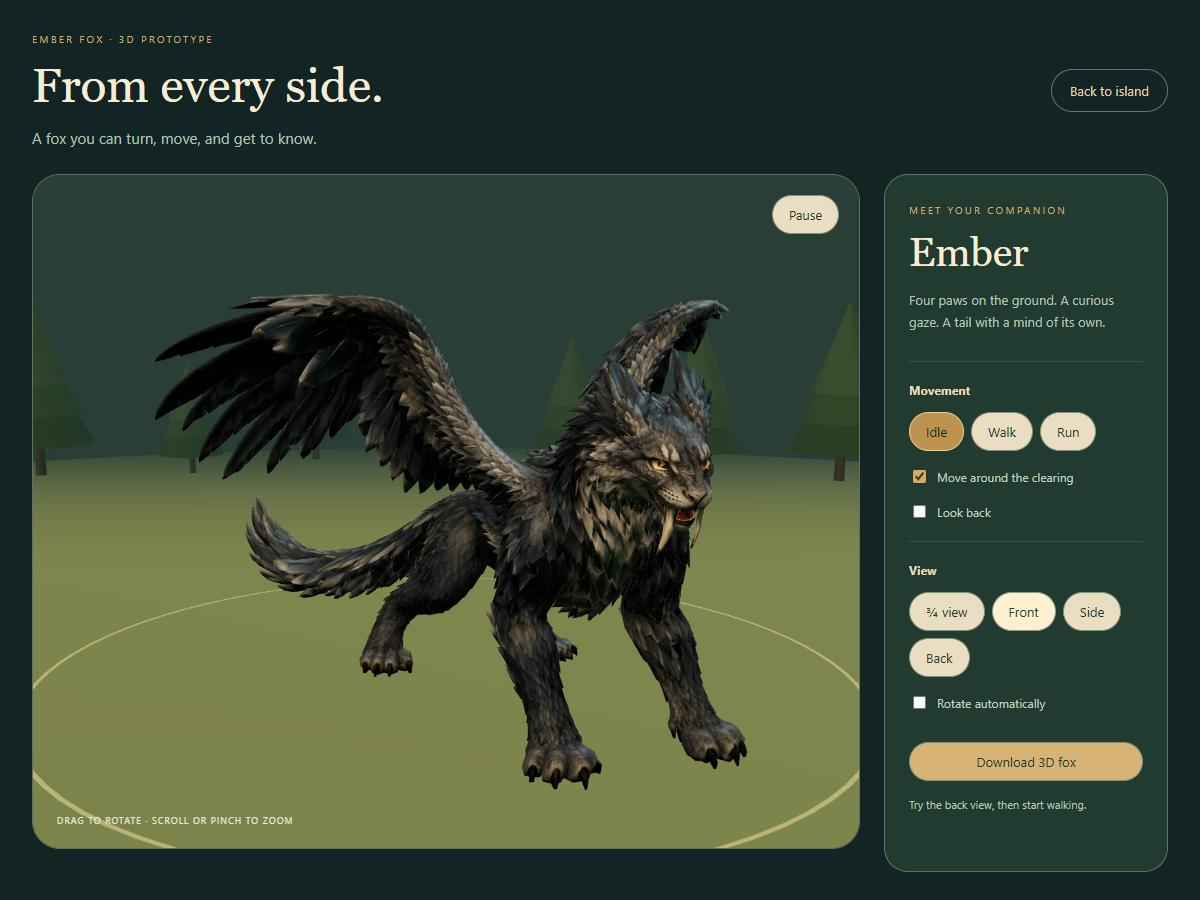 EMBER FOX · 3D PROTOTYPE
From every side.
A fox you can turn, move, and get to know.
Back to island
Pause
DRAG TO ROTATE · SCROLL OR PINCH TO ZOOM
MEET YOUR COMPANION
Ember
Four paws on the ground. A curious
gaze. A tail with a mind of its own.
Movement
Idle Walk Run
Move around the clearing
Look back
View
¾ view Front Side
Back
Rotate automatically
Download 3D fox
Try the back view, then start walking.